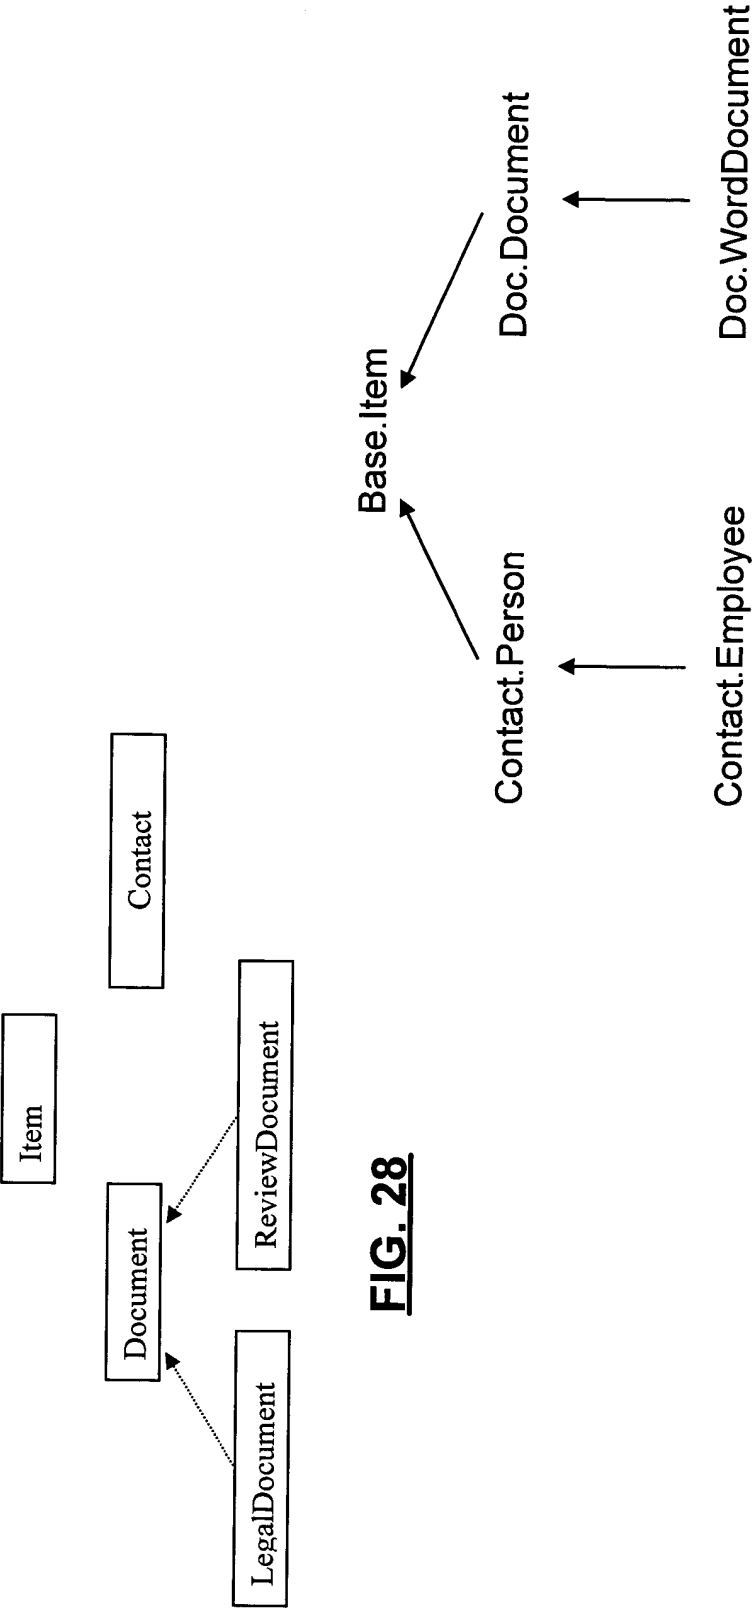 Item
Document
Contact
LegalDocument
ReviewDocument
FIG. 28
Base.Item
Contact.Person
Doc.Document
Contact.Employee
Doc.WordDocument